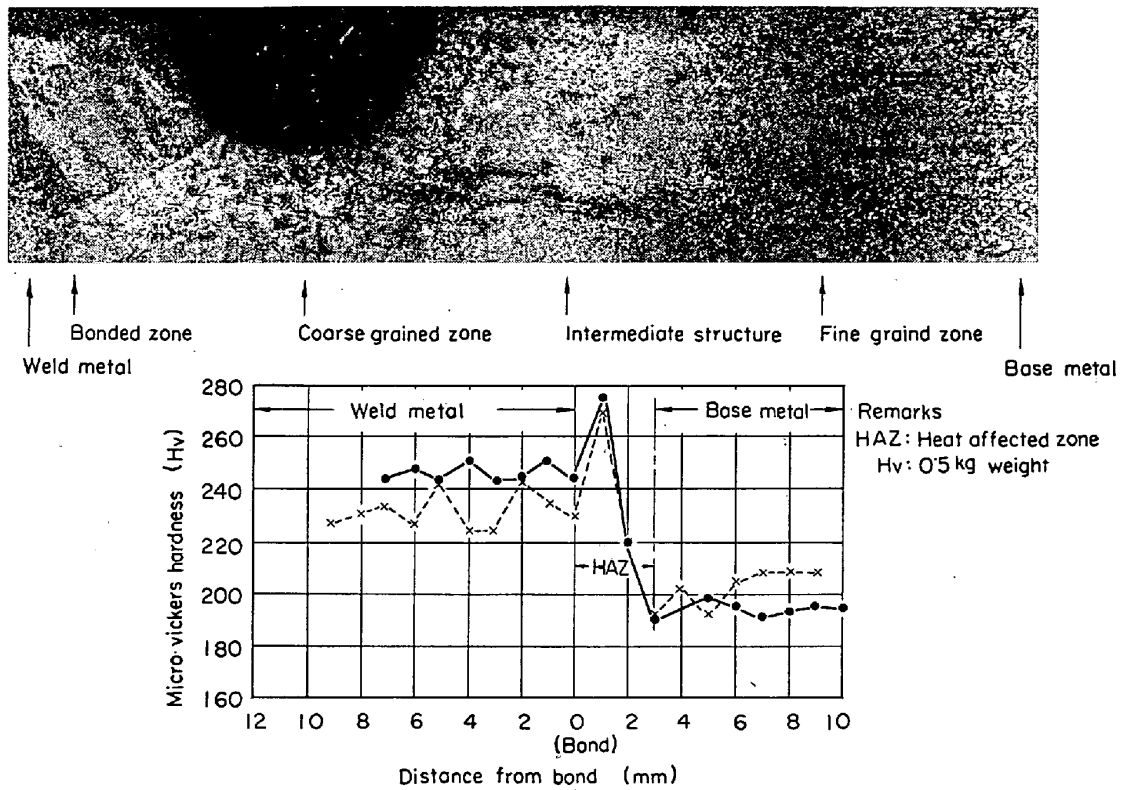 Bonded zone
Coarse grained zone
Intermediate structure
Fine graind zone
Weld metal
Base metal
280
260
240
220
200
180
160
Micro-vickers hardness (Hv)
Weld metal
Base metal
HAZ
Remarks
HAZ: Heat affected zone
Hv: 0.5 kg weight
12 10 8 6 4 2 0 2 4 6 8 10
(Bond)
Distance from bond (mm)